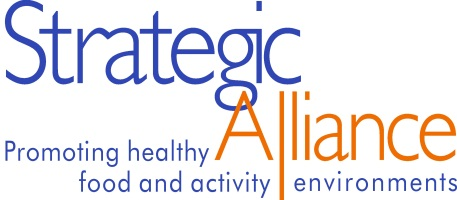 Strategic
Alliance
Promoting healthy
food and activity environments